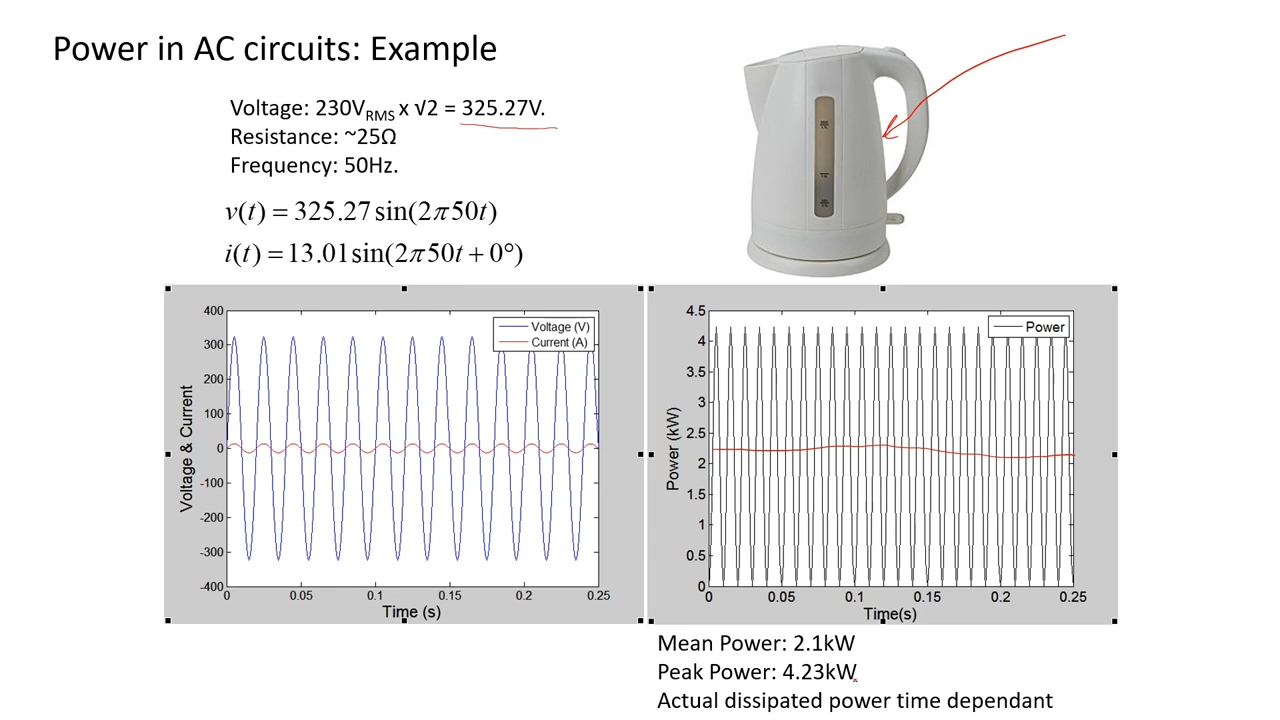 Power in AC circuits: Example
Voltage: 230VRMS x √2 = 325.27V.
Resistance: ~25Ω
Frequency: 50Hz.
v(t) = 325.27 sin(2π50t)
i(t) = 13.01sin(2π50t + 0°)
400
300
200
100
0
-100
-200
-300
-400
Voltage & Current
Voltage (V)
Current (A)
0 0.05 0.1 0.15 0.2 0.25
Time (s)
4.5
4
3.5
3
2.5
2
1.5
1
0.5
0
Power (kW)
Power
0 0.05 0.1 0.15 0.2 0.25
Time(s)
Mean Power: 2.1kW
Peak Power: 4.23kW
Actual dissipated power time dependant